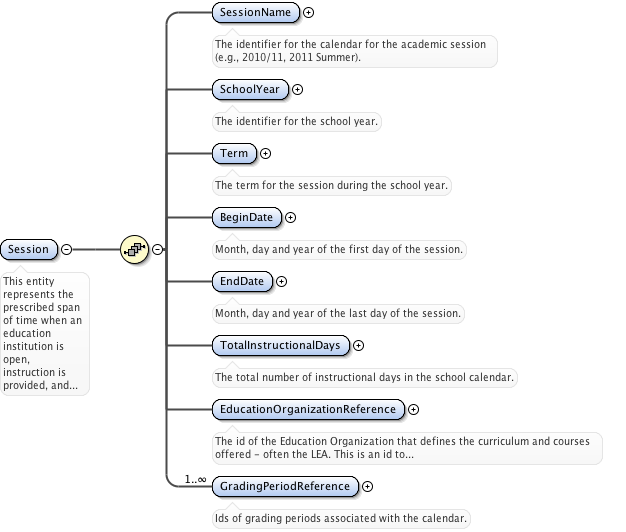 SessionName
The identifier for the calendar for the academic session
(e.g., 2010/11, 2011 Summer).
SchoolYear
The identifier for the school year.
Term
The term for the session during the school year.
BeginDate
Month, day and year of the first day of the session.
Session
This entity
represents the
prescribed span
of time when an
education
institution is
open,
instruction is
provided, and...
EndDate
Month, day and year of the last day of the session.
TotalInstructionalDays
The total number of instructional days in the school calendar.
EducationOrganizationReference
The id of the Education Organization that defines the curriculum and courses
offered - often the LEA. This is an id to...
1..∞
GradingPeriodReference
Ids of grading periods associated with the calendar.